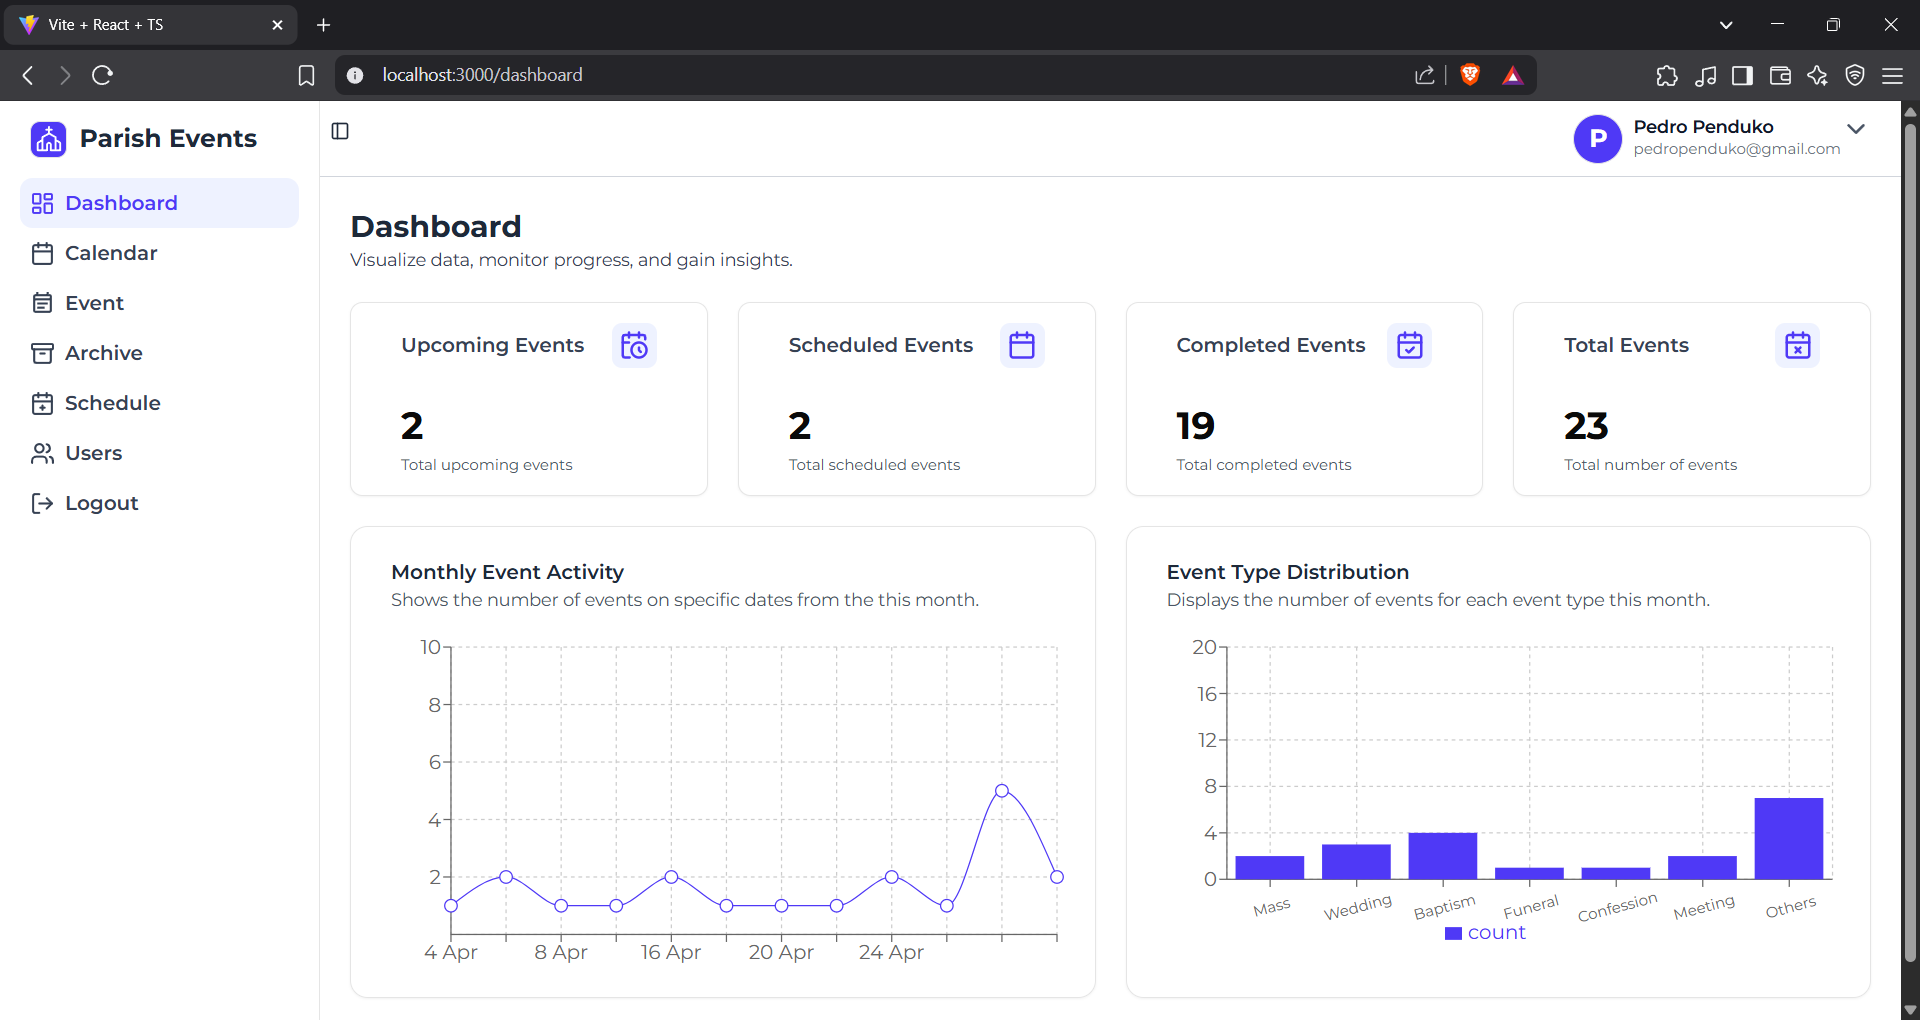 Vite + React + TS
localhost:3000/dashboard
Parish Events
P
Pedro Penduko
pedropenduko@gmail.com
Dashboard
Calendar
Event
Archive
Schedule
Users
Logout
Dashboard
Visualize data, monitor progress, and gain insights.
Upcoming Events
2
Total upcoming events
Scheduled Events
2
Total scheduled events
Completed Events
19
Total completed events
Total Events
23
Total number of events
Monthly Event Activity
Shows the number of events on specific dates from the this month.
10
8
6
4
2
4 Apr 8 Apr 16 Apr 20 Apr 24 Apr
Event Type Distribution
Displays the number of events for each event type this month.
20
16
12
8
4
0
Mass Wedding Baptism Funeral Confession Meeting Others
count